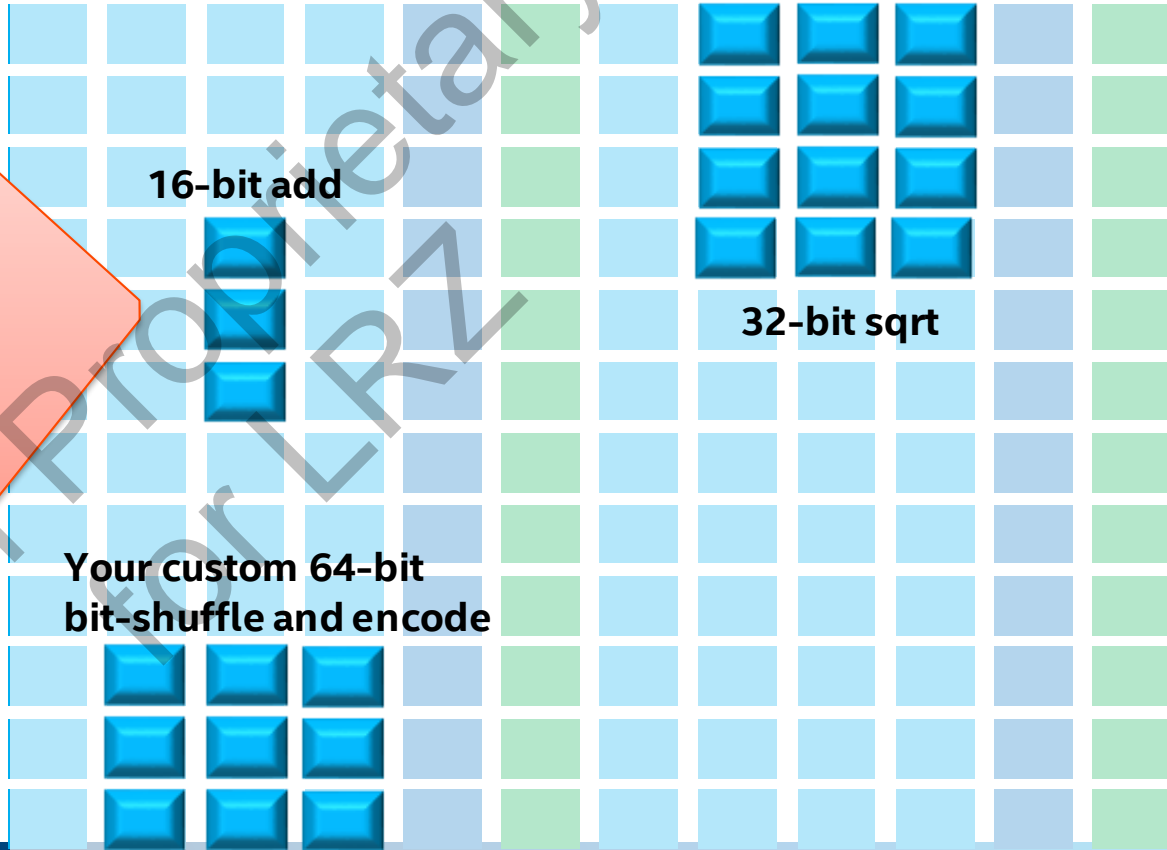 16-bit add
32-bit sqrt
Your custom 64-bit
bit-shuffle and encode
Proprietary
for LRZ